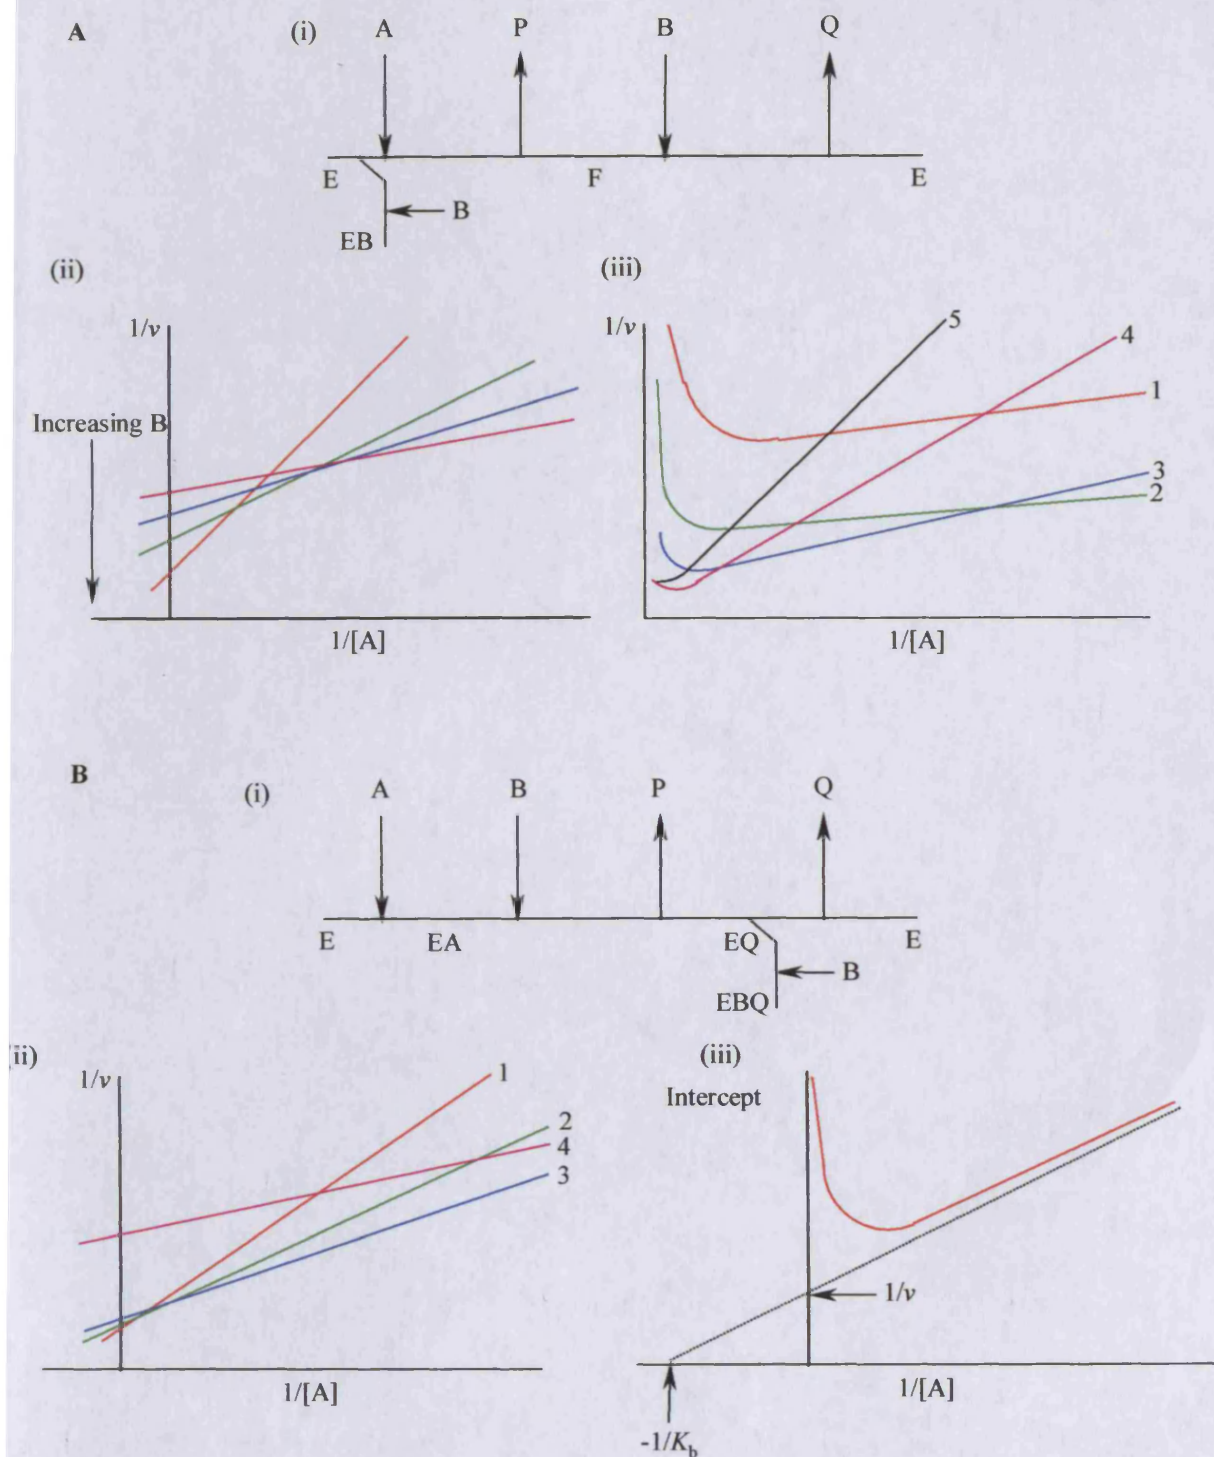 A
(i)
A P B Q
E F E
B
EB
(ii)
1/v
Increasing B
1/[A]
(iii)
1/v
5
4
1
3
2
1/[A]
B
(i)
A B P Q
E EA EQ E
B
EBQ
(ii)
1/v
1
2
4
3
1/[A]
(iii)
Intercept
1/v
1/[A]
-1/Kb